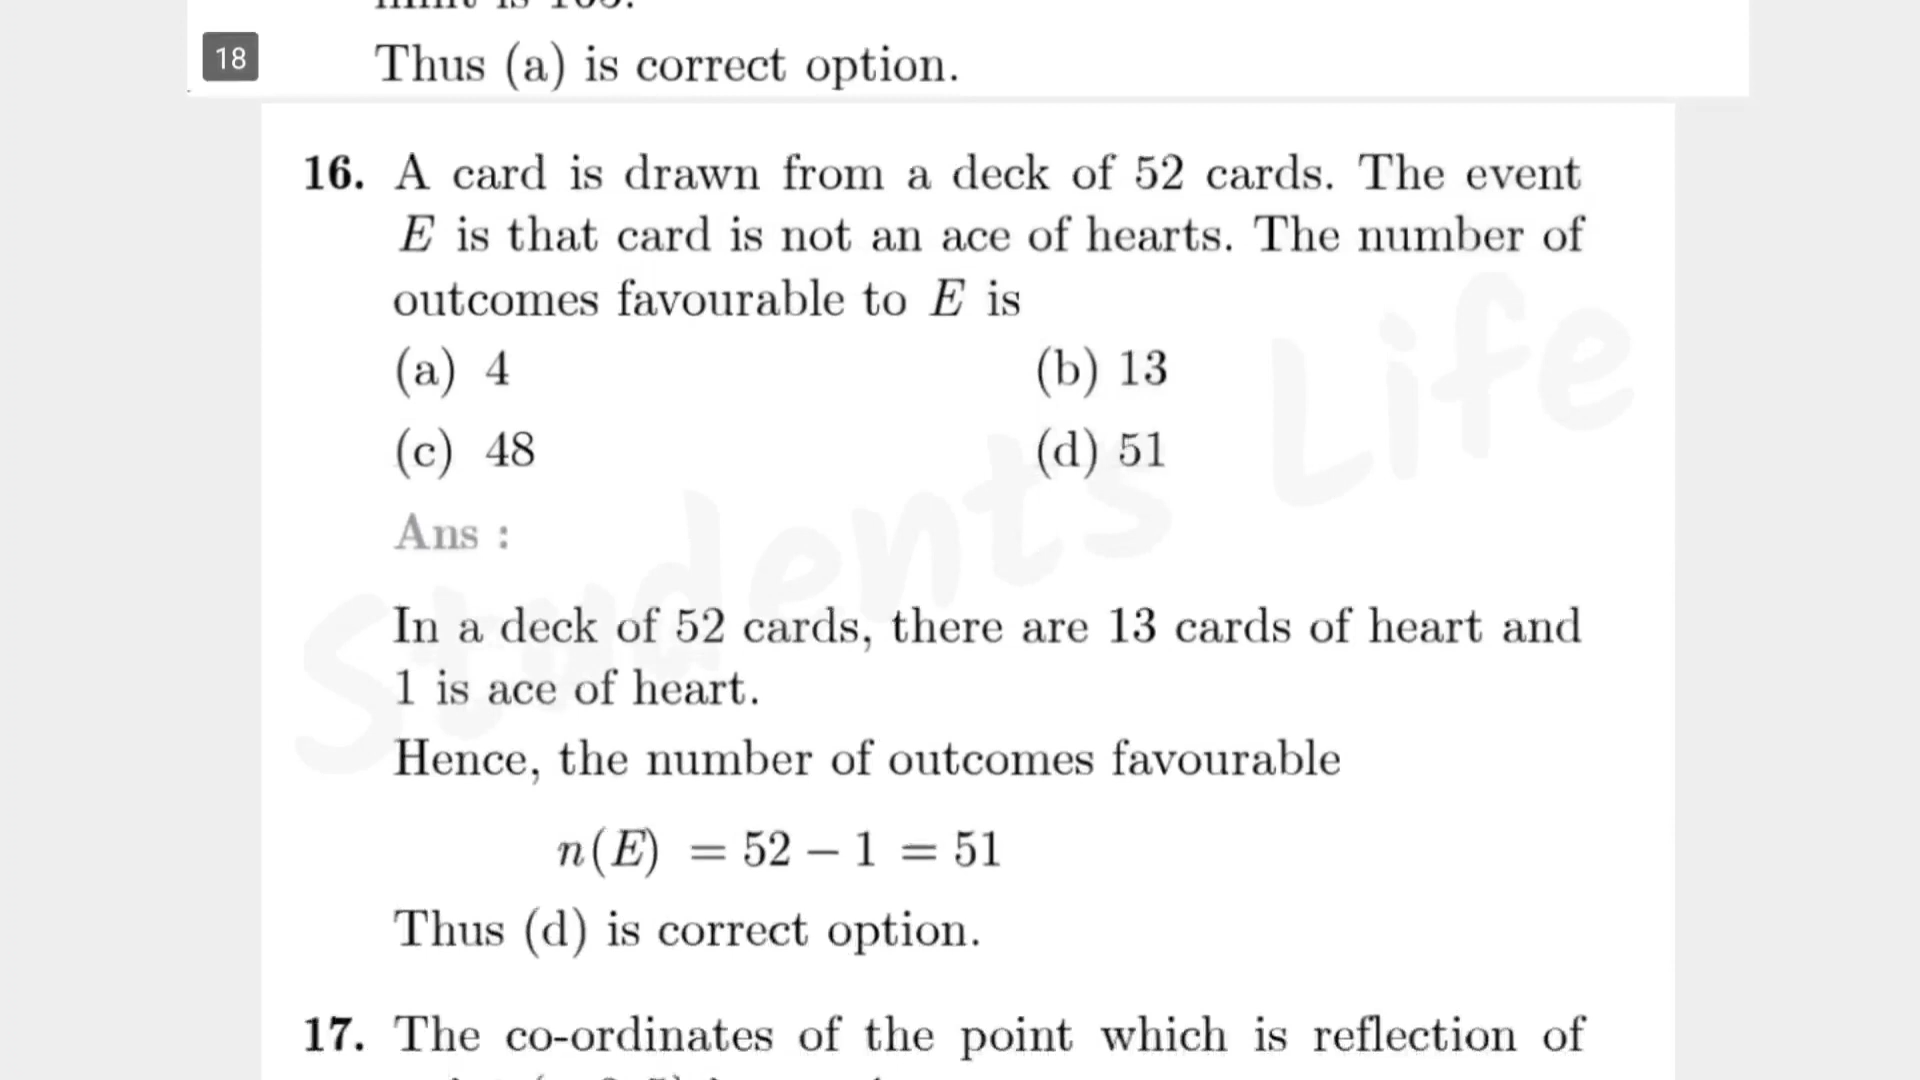 18
Thus (a) is correct option.
16. A card is drawn from a deck of 52 cards. The event
E is that card is not an ace of hearts. The number of
outcomes favourable to E is
(a) 4 (b) 13
(c) 48 (d) 51
Ans :
Students Life
In a deck of 52 cards, there are 13 cards of heart and
1 is ace of heart.
Hence, the number of outcomes favourable
n(E) = 52 − 1 = 51
Thus (d) is correct option.
17. The co-ordinates of the point which is reflection of